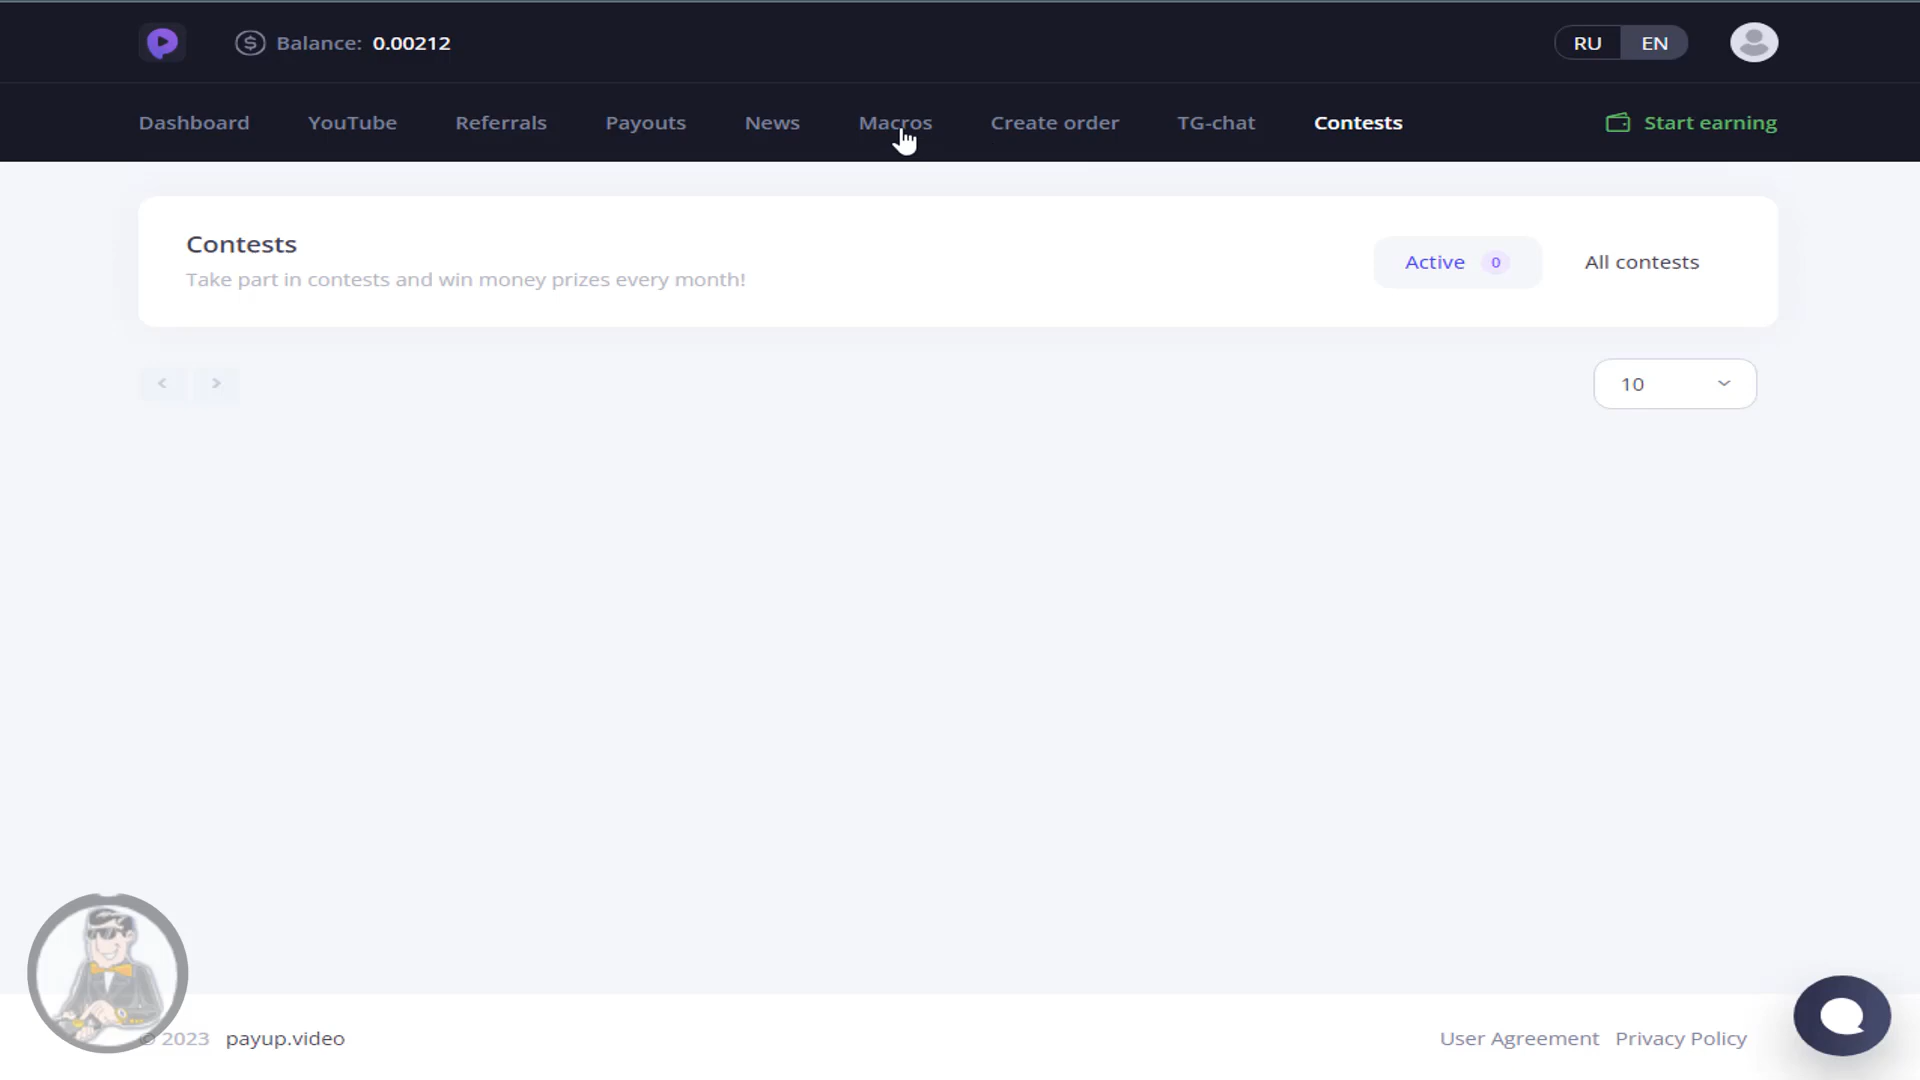 Balance: 0.00212
RU EN
Dashboard YouTube Referrals Payouts News Macros Create order TG-chat Contests Start earning
Contests
Take part in contests and win money prizes every month!
Active 0 All contests
< >
10
© 2023 payup.video
User Agreement Privacy Policy